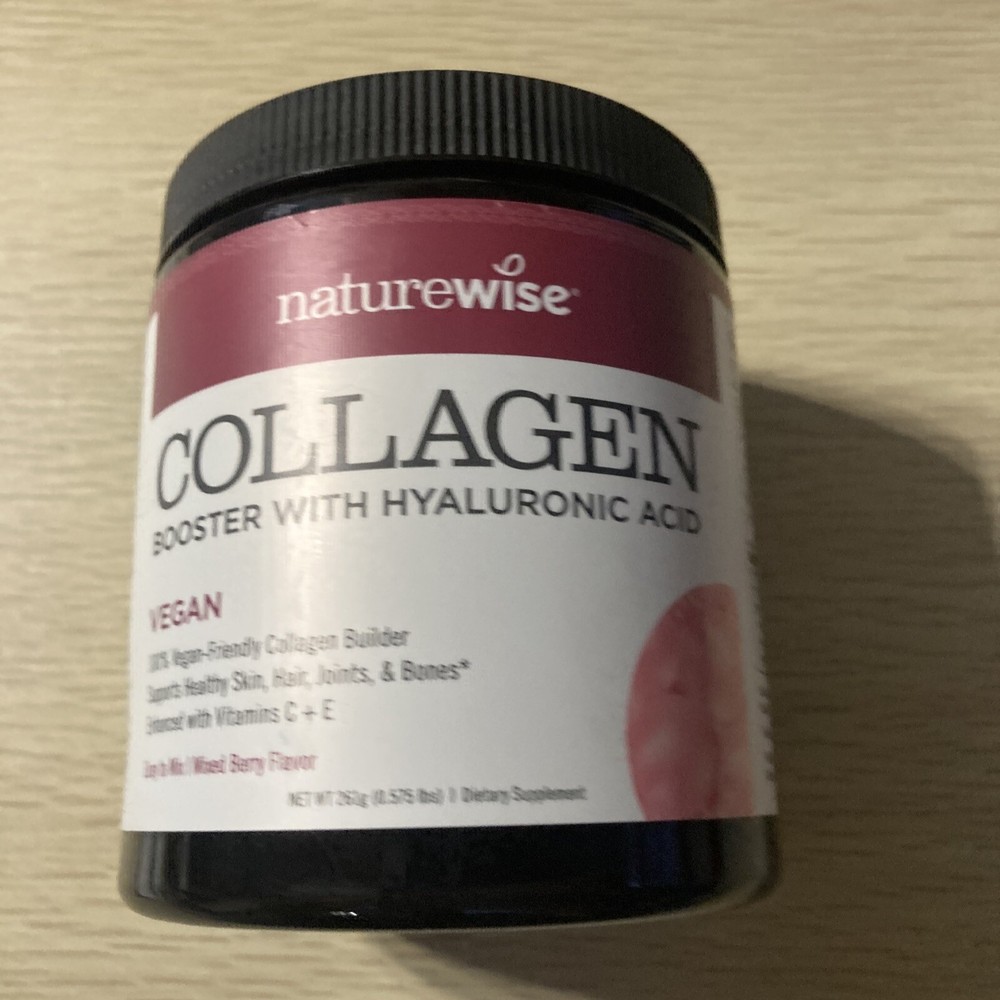 naturewise®
COLLAGEN
BOOSTER WITH HYALURONIC ACID
VEGAN
100% Vegan-Friendly Collagen Builder
Supports Healthy Skin, Hair, Joints, & Bones*
Enhanced with Vitamins C + E
Easy to Mix | Mixed Berry Flavor
NET WT 261g (0.575 lbs) | Dietary Supplement